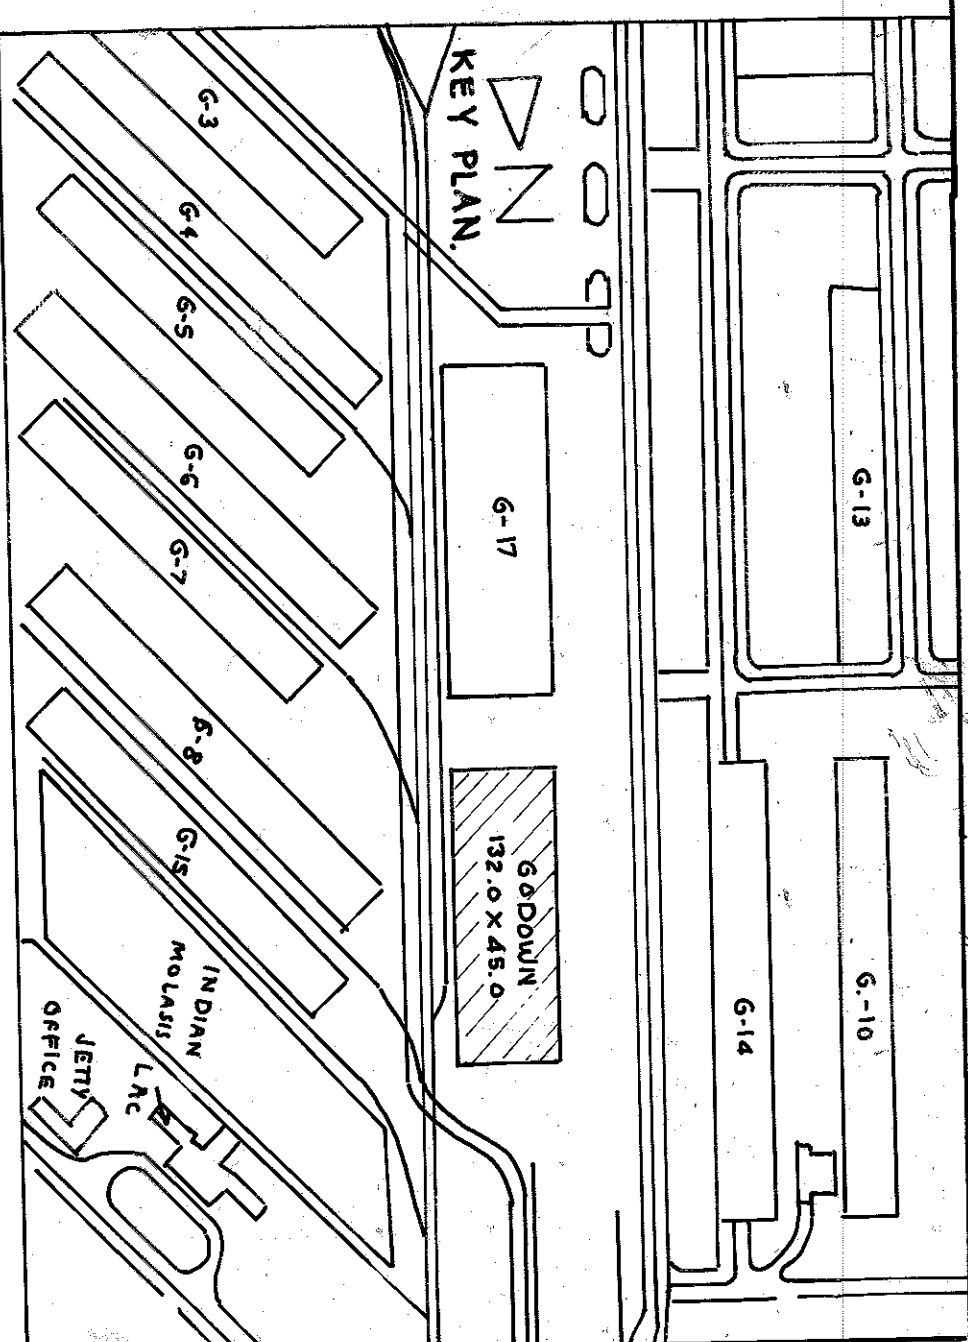 KEY PLAN.
N
G-3
G-4
G-5
G-6
G-7
G-8
G-15
G-17
G-13
G-14
G.-10
GODOWN
132.0 X 45.0
INDIAN
MOLASIS
LAC
JETTY
OFFICE